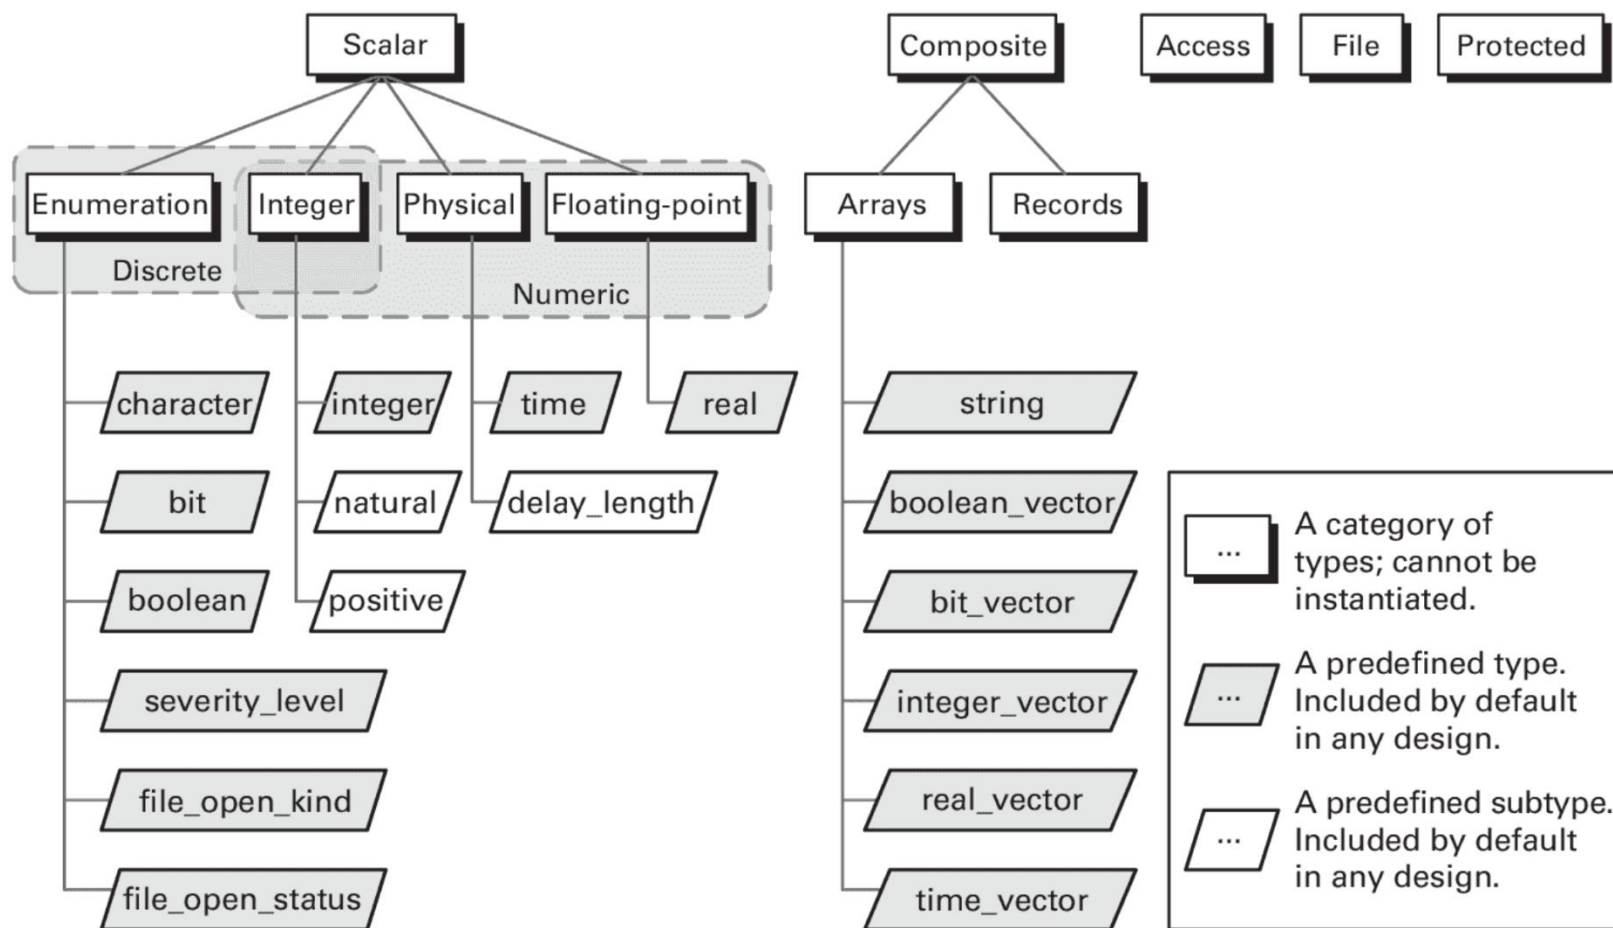 Scalar
Composite
Access
File
Protected
Enumeration
Integer
Physical
Floating-point
Arrays
Records
Discrete
Numeric
character
integer
time
real
string
bit
natural
delay_length
boolean_vector
boolean
positive
bit_vector
severity_level
integer_vector
file_open_kind
real_vector
file_open_status
time_vector
...
A category of
types; cannot be
instantiated.
...
A predefined type.
Included by default
in any design.
...
A predefined subtype.
Included by default
in any design.